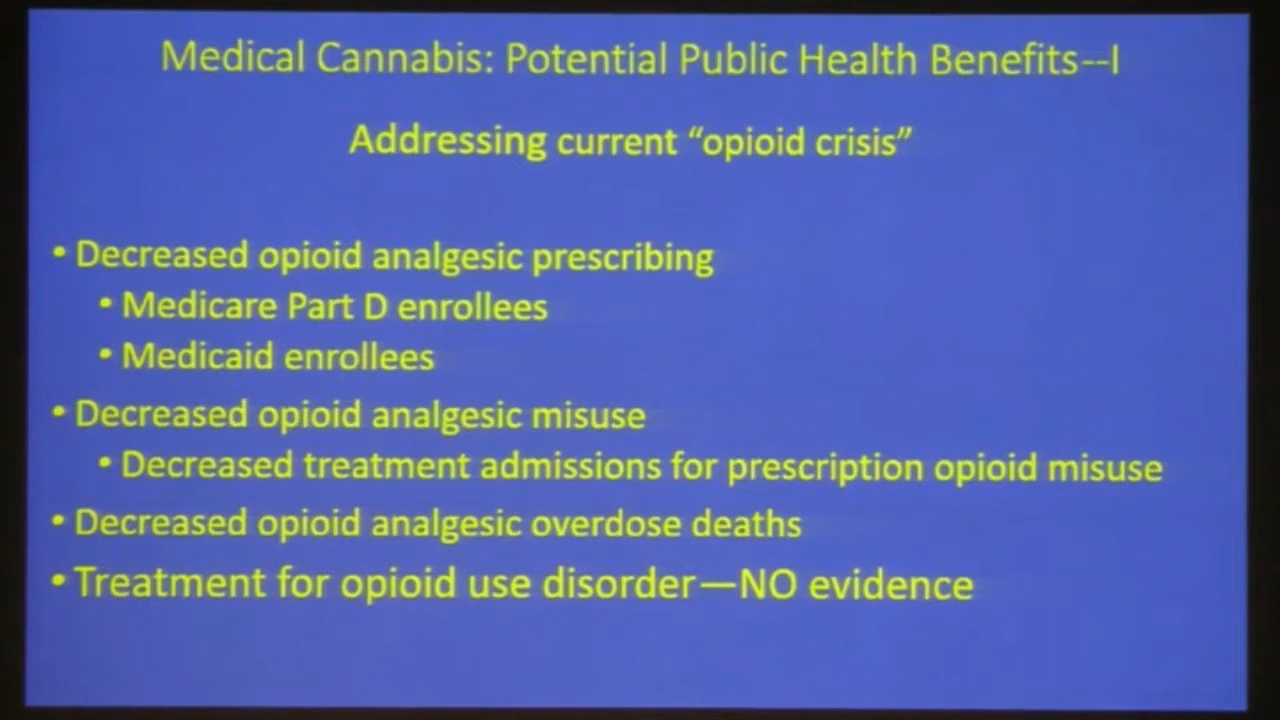 Medical Cannabis: Potential Public Health Benefits--I
Addressing current “opioid crisis”
• Decreased opioid analgesic prescribing
• Medicare Part D enrollees
• Medicaid enrollees
• Decreased opioid analgesic misuse
• Decreased treatment admissions for prescription opioid misuse
• Decreased opioid analgesic overdose deaths
• Treatment for opioid use disorder—NO evidence